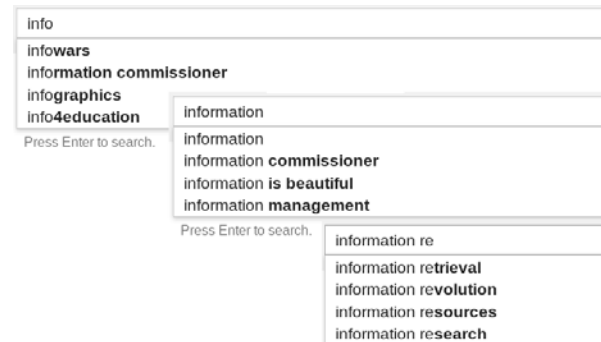 info
infowars
information commissioner
infographics
info4education
Press Enter to search.
information
information
information commissioner
information is beautiful
information management
Press Enter to search.
information re
information retrieval
information revolution
information resources
information research